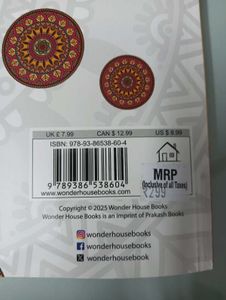 UK £ 7.99 CAN $ 12.99 US $ 8.99
ISBN: 978-93-86538-60-4
9 789386 538604
MRP
(Inclusive of all Taxes)
₹299
Copyright © 2025 Wonder House Books
Wonder House Books is an imprint of Prakash Books
www.wonderhousebooks.com
wonderhousebooks
wonderhousebooks
wonderhousebooks